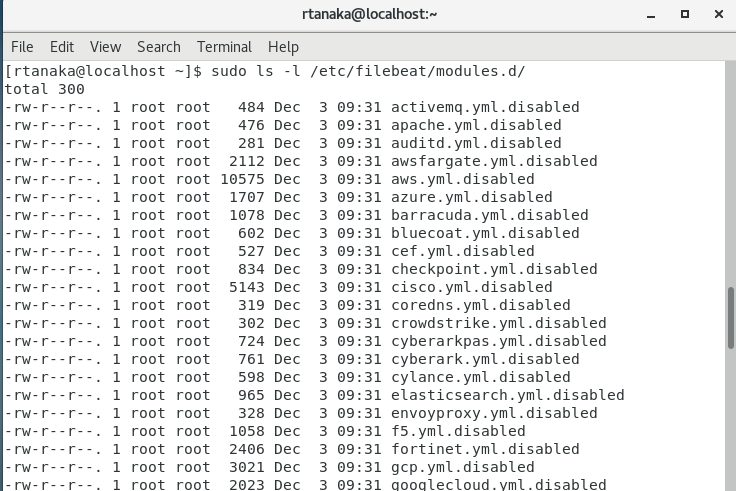 rtanaka@localhost:~
File Edit View Search Terminal Help
[rtanaka@localhost ~]$ sudo ls -l /etc/filebeat/modules.d/
total 300
-rw-r--r--. 1 root root   484 Dec  3 09:31 activemq.yml.disabled
-rw-r--r--. 1 root root   476 Dec  3 09:31 apache.yml.disabled
-rw-r--r--. 1 root root   281 Dec  3 09:31 auditd.yml.disabled
-rw-r--r--. 1 root root  2112 Dec  3 09:31 awsfargate.yml.disabled
-rw-r--r--. 1 root root 10575 Dec  3 09:31 aws.yml.disabled
-rw-r--r--. 1 root root  1707 Dec  3 09:31 azure.yml.disabled
-rw-r--r--. 1 root root  1078 Dec  3 09:31 barracuda.yml.disabled
-rw-r--r--. 1 root root   602 Dec  3 09:31 bluecoat.yml.disabled
-rw-r--r--. 1 root root   527 Dec  3 09:31 cef.yml.disabled
-rw-r--r--. 1 root root   834 Dec  3 09:31 checkpoint.yml.disabled
-rw-r--r--. 1 root root  5143 Dec  3 09:31 cisco.yml.disabled
-rw-r--r--. 1 root root   319 Dec  3 09:31 coredns.yml.disabled
-rw-r--r--. 1 root root   302 Dec  3 09:31 crowdstrike.yml.disabled
-rw-r--r--. 1 root root   724 Dec  3 09:31 cyberarkpas.yml.disabled
-rw-r--r--. 1 root root   761 Dec  3 09:31 cyberark.yml.disabled
-rw-r--r--. 1 root root   598 Dec  3 09:31 cylance.yml.disabled
-rw-r--r--. 1 root root   965 Dec  3 09:31 elasticsearch.yml.disabled
-rw-r--r--. 1 root root   328 Dec  3 09:31 envoyproxy.yml.disabled
-rw-r--r--. 1 root root  1058 Dec  3 09:31 f5.yml.disabled
-rw-r--r--. 1 root root  2406 Dec  3 09:31 fortinet.yml.disabled
-rw-r--r--. 1 root root  3021 Dec  3 09:31 gcp.yml.disabled
-rw-r--r--. 1 root root  2023 Dec  3 09:31 googlecloud.yml.disabled